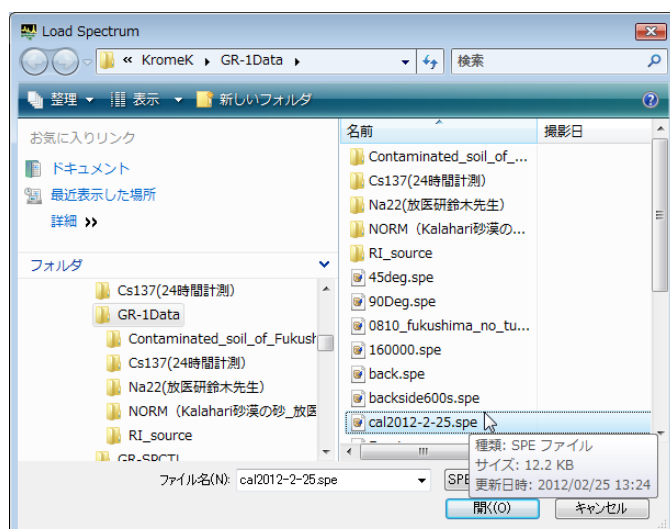 Load Spectrum
« KromeK ▸ GR-1Data ▸ 検索
整理 ▼ 表示 ▼ 新しいフォルダ
お気に入りリンク
ドキュメント
最近表示した場所
詳細 »
フォルダ
Cs137(24時間計測)
GR-1Data
Contaminated_soil_of_Fukush
Cs137(24時間計測)
Na22(放医研鈴木先生)
NORM（Kalahari砂漠の砂_放医
RI_source
GR-SPCTL
名前 撮影日
Contaminated_soil_of_...
Cs137(24時間計測)
Na22(放医研鈴木先生)
NORM（Kalahari砂漠の...
RI_source
45deg.spe
90Deg.spe
0810_fukushima_no_tu...
160000.spe
back.spe
backside600s.spe
cal2012-2-25.spe
種類: SPE ファイル
サイズ: 12.2 KB
更新日時: 2012/02/25 13:24
ファイル名(N): cal2012-2-25.spe SPE
開く(O) キャンセル